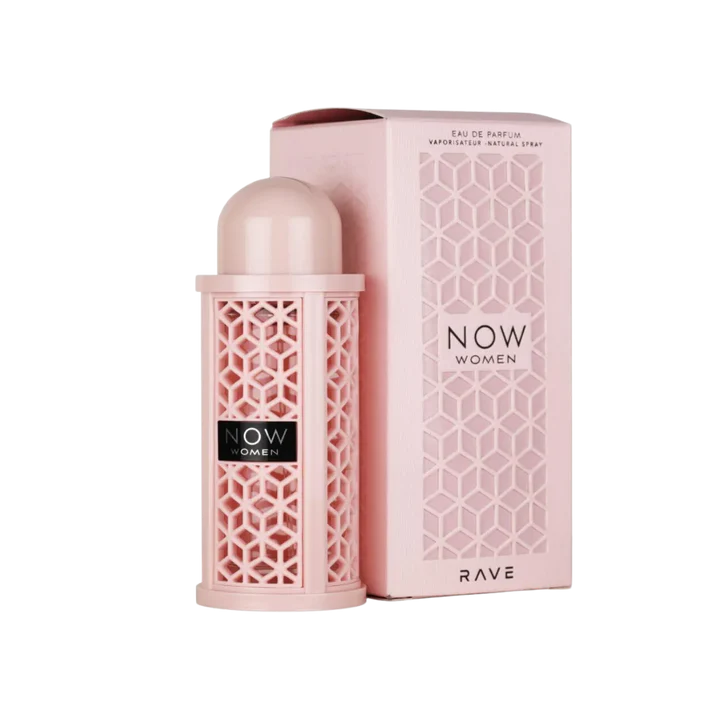 EAU DE PARFUM
VAPORISATEUR -NATURAL SPRAY
NOW
WOMEN
RAVE
NOW
WOMEN